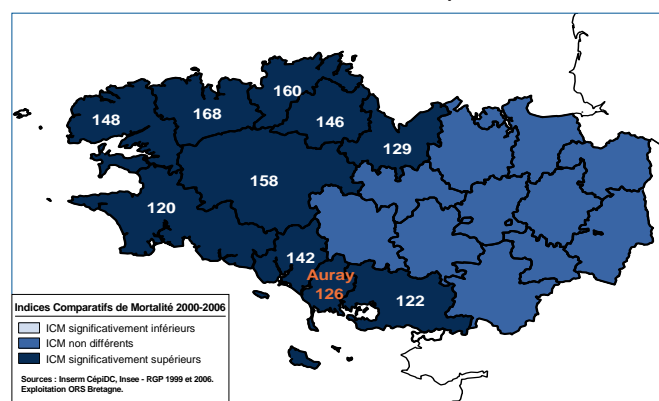 160
168
148
146
129
158
120
142
Auray
126
122
Indices Comparatifs de Mortalité 2000-2006
ICM significativement inférieurs
ICM non différents
ICM significativement supérieurs
Sources : Inserm CépiDC, Insee - RGP 1999 et 2006.
Exploitation ORS Bretagne.